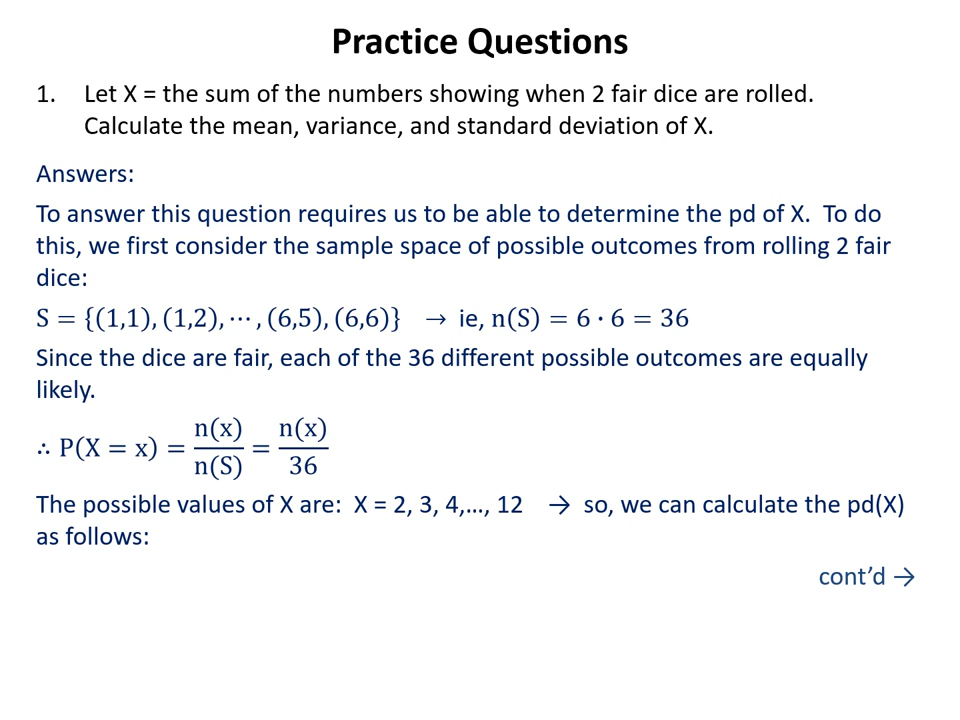 Practice Questions
1. Let X = the sum of the numbers showing when 2 fair dice are rolled.
Calculate the mean, variance, and standard deviation of X.
Answers:
To answer this question requires us to be able to determine the pd of X. To do
this, we first consider the sample space of possible outcomes from rolling 2 fair
dice:
S = {(1,1), (1,2), ⋯ , (6,5), (6,6)} → ie, n(S) = 6 · 6 = 36
Since the dice are fair, each of the 36 different possible outcomes are equally
likely.
∴ P(X = x) = n(x)/n(S) = n(x)/36
The possible values of X are: X = 2, 3, 4,…, 12 → so, we can calculate the pd(X)
as follows:
cont’d →